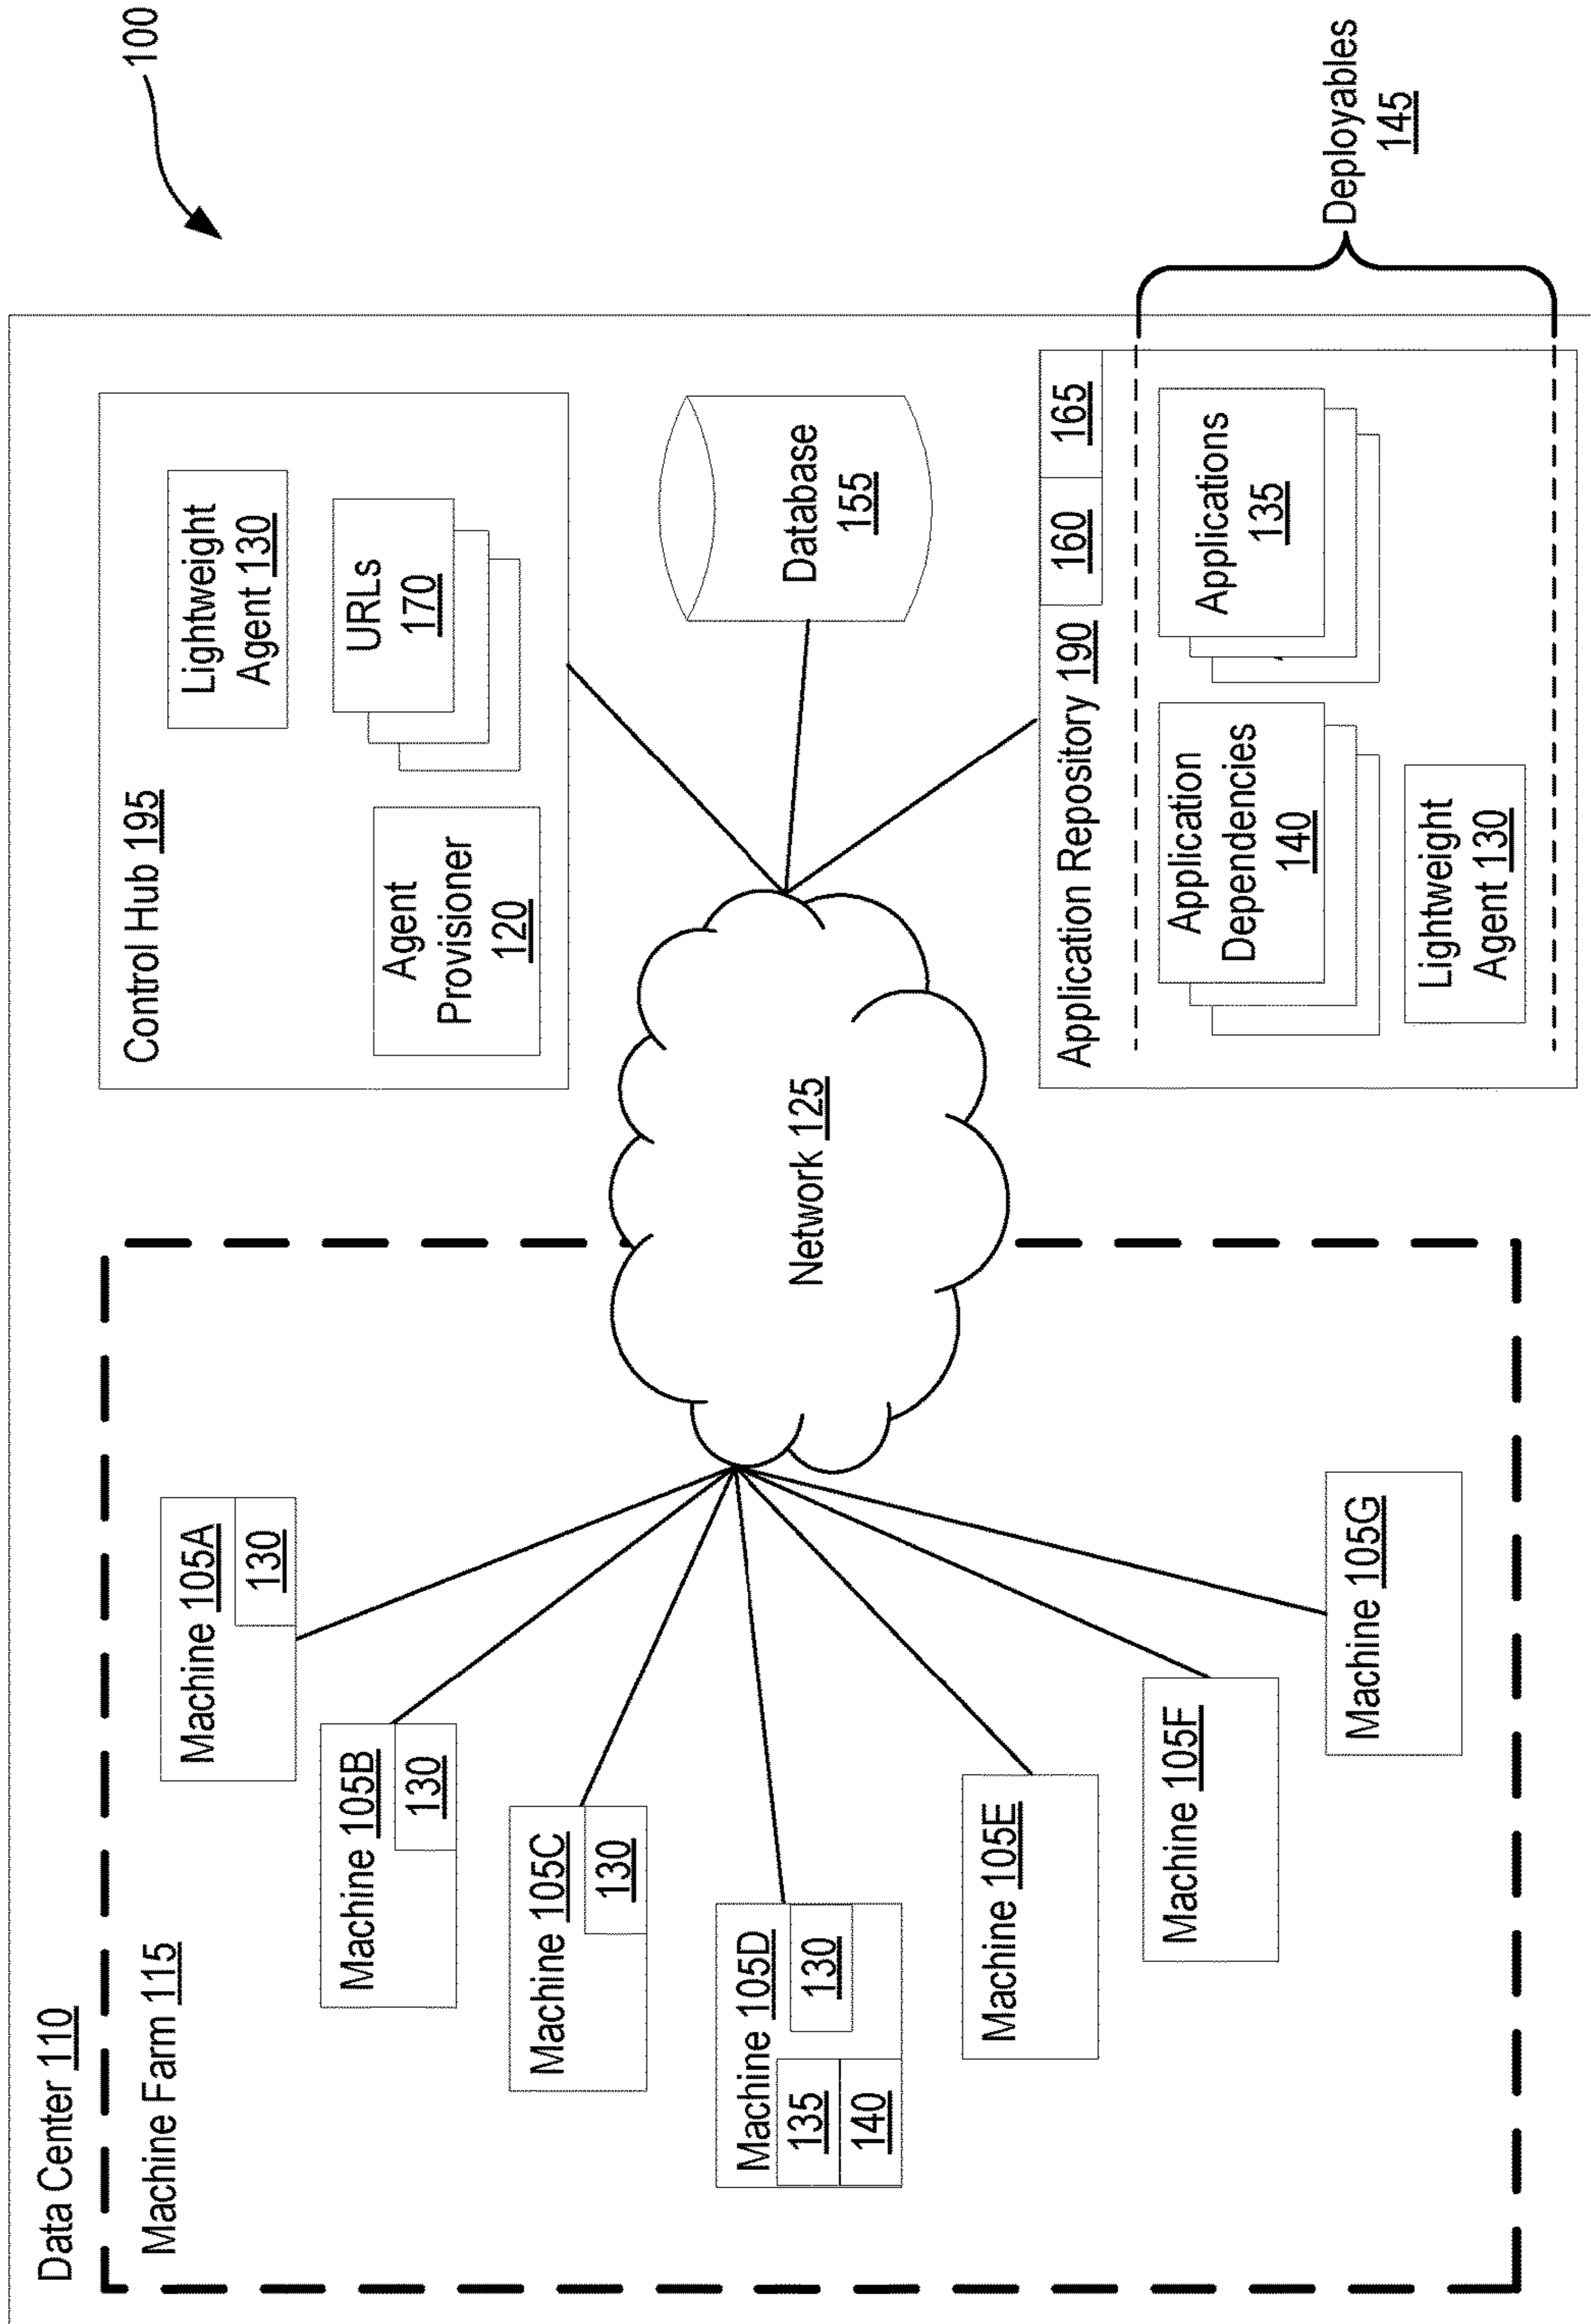 100
Data Center 110
Machine Farm 115
Machine 105A
130
Machine 105B
130
Machine 105C
130
Machine 105D
130
135
140
Machine 105E
Machine 105F
Machine 105G
Network 125
Control Hub 195
Lightweight
Agent 130
URLs
170
Agent
Provisioner
120
Database
155
Application Repository 190
160
165
Application
Dependencies
140
Applications
135
Lightweight
Agent 130
Deployables
145